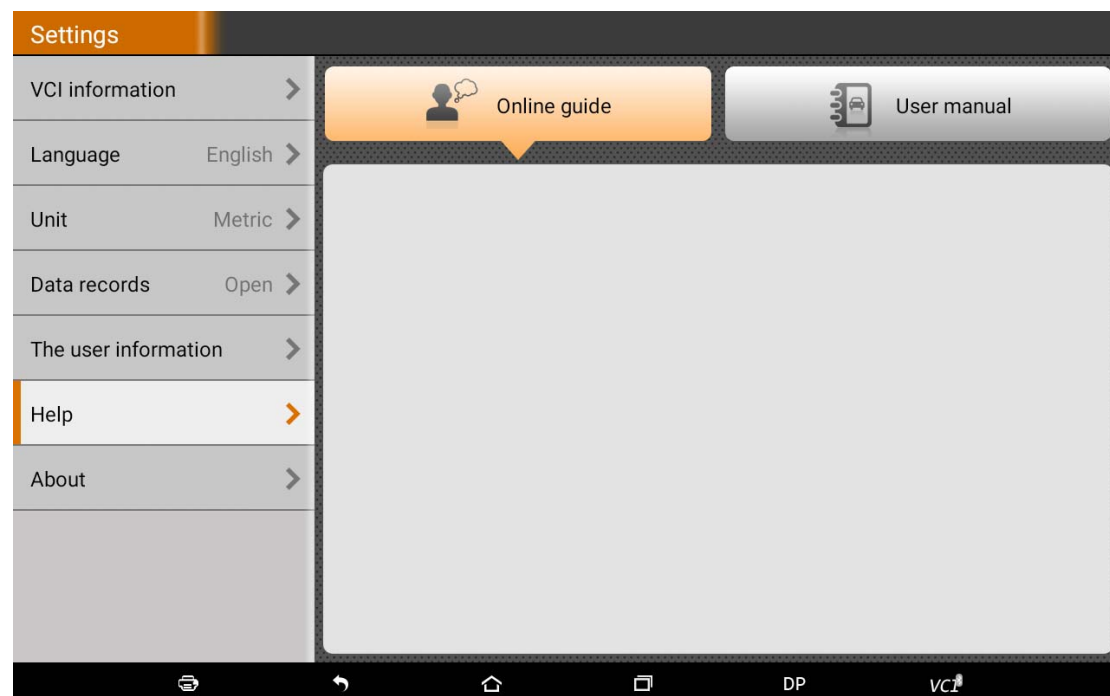 Settings
VCI information
Language English
Unit Metric
Data records Open
The user information
Help
About
Online guide
User manual
DP
VCI